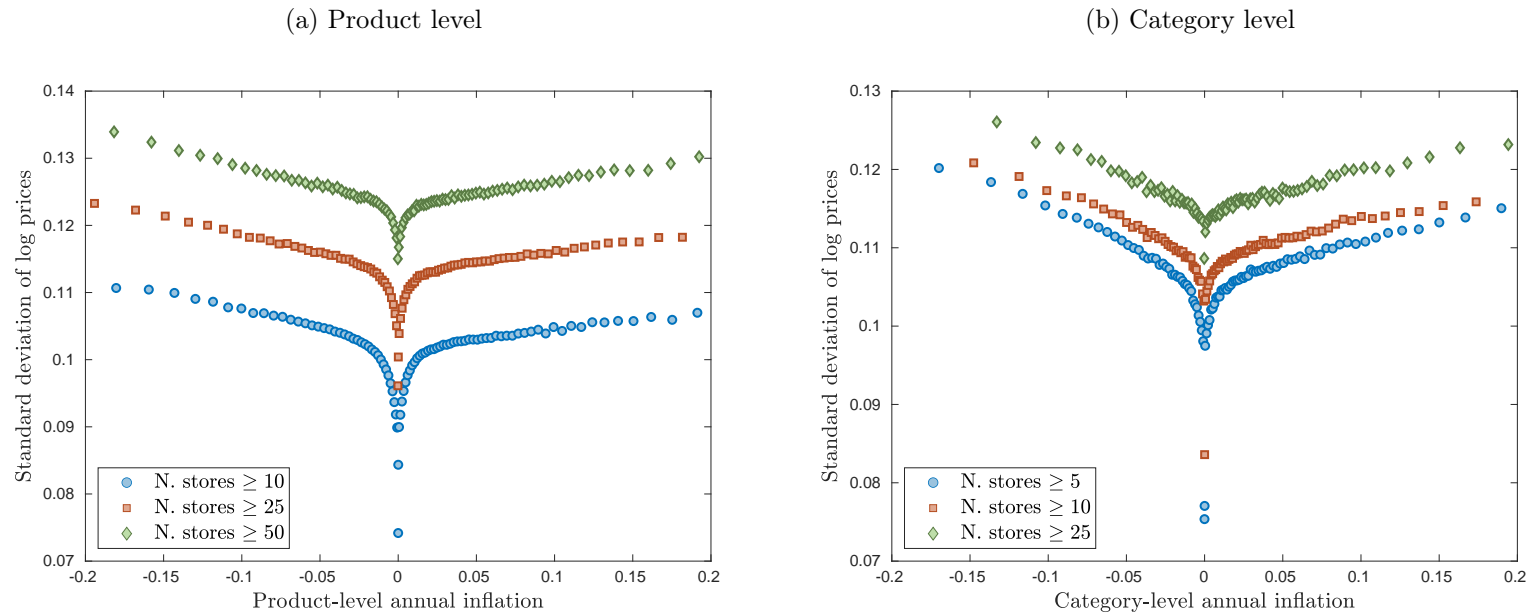 (a) Product level
Standard deviation of log prices
0.14
0.13
0.12
0.11
0.1
0.09
0.08
0.07
N. stores ≥ 10
N. stores ≥ 25
N. stores ≥ 50
-0.2 -0.15 -0.1 -0.05 0 0.05 0.1 0.15 0.2
Product-level annual inflation
(b) Category level
Standard deviation of log prices
0.13
0.12
0.11
0.1
0.09
0.08
0.07
N. stores ≥ 5
N. stores ≥ 10
N. stores ≥ 25
-0.2 -0.15 -0.1 -0.05 0 0.05 0.1 0.15 0.2
Category-level annual inflation